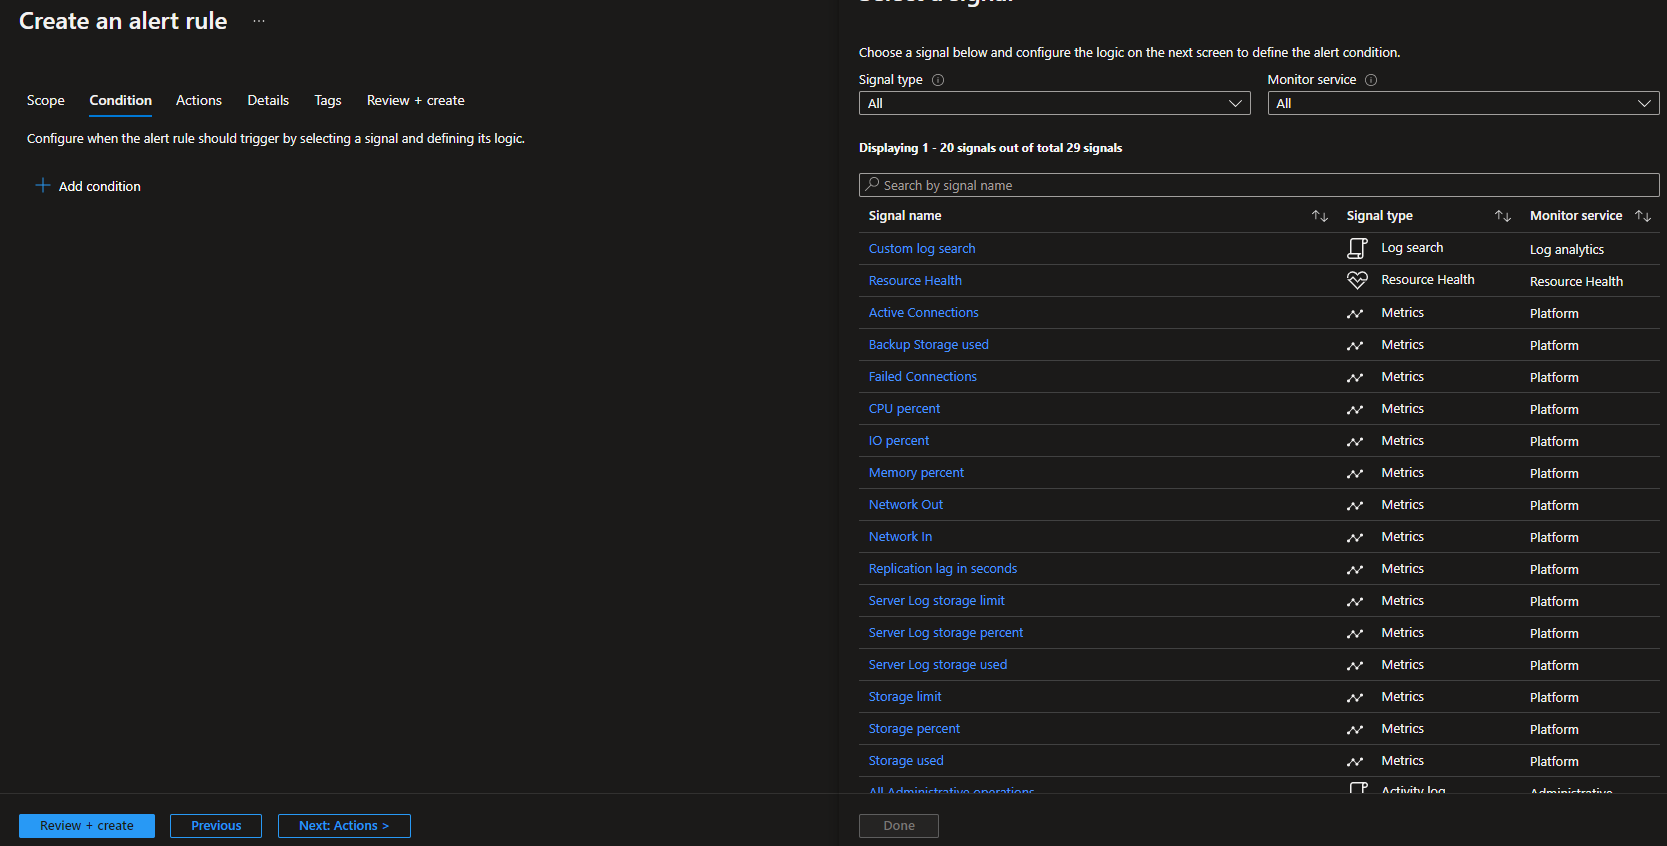 Create an alert rule ...
Select a signal
Scope Condition Actions Details Tags Review + create
Configure when the alert rule should trigger by selecting a signal and defining its logic.
Add condition
Choose a signal below and configure the logic on the next screen to define the alert condition.
Signal type Monitor service
All All
Displaying 1 - 20 signals out of total 29 signals
Search by signal name
Signal name Signal type Monitor service
Custom log search Log search Log analytics
Resource Health Resource Health Resource Health
Active Connections Metrics Platform
Backup Storage used Metrics Platform
Failed Connections Metrics Platform
CPU percent Metrics Platform
IO percent Metrics Platform
Memory percent Metrics Platform
Network Out Metrics Platform
Network In Metrics Platform
Replication lag in seconds Metrics Platform
Server Log storage limit Metrics Platform
Server Log storage percent Metrics Platform
Server Log storage used Metrics Platform
Storage limit Metrics Platform
Storage percent Metrics Platform
Storage used Metrics Platform
All Administrative operations Activity log Administrative
Review + create Previous Next: Actions >
Done